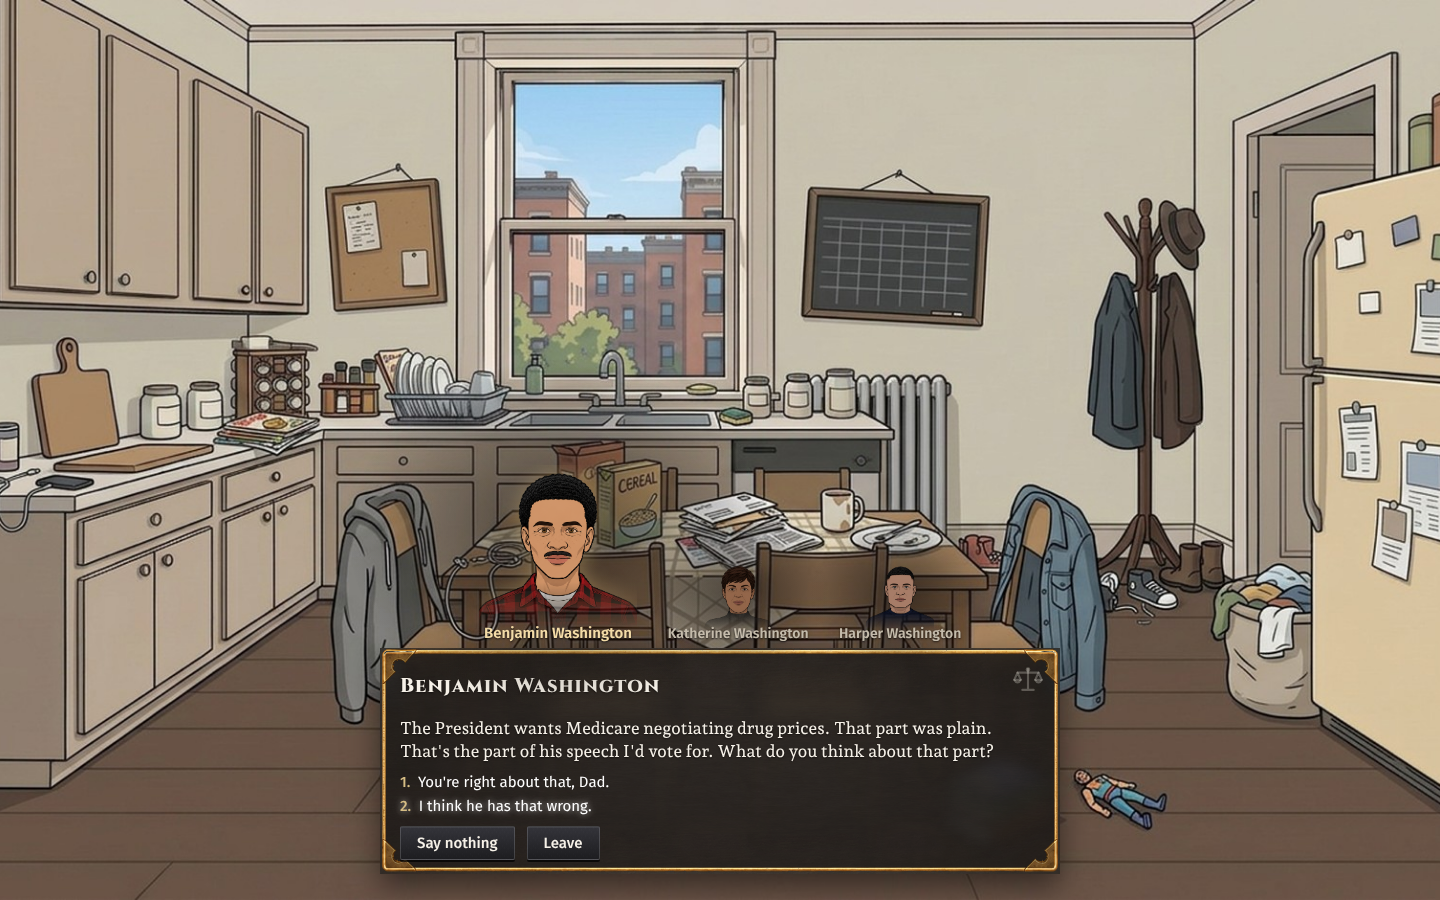 CEREAL
Benjamin Washington
Katherine Washington
Harper Washington
Benjamin Washington
The President wants Medicare negotiating drug prices. That part was plain.
That's the part of his speech I'd vote for. What do you think about that part?
1. You're right about that, Dad.
2. I think he has that wrong.
Say nothing
Leave